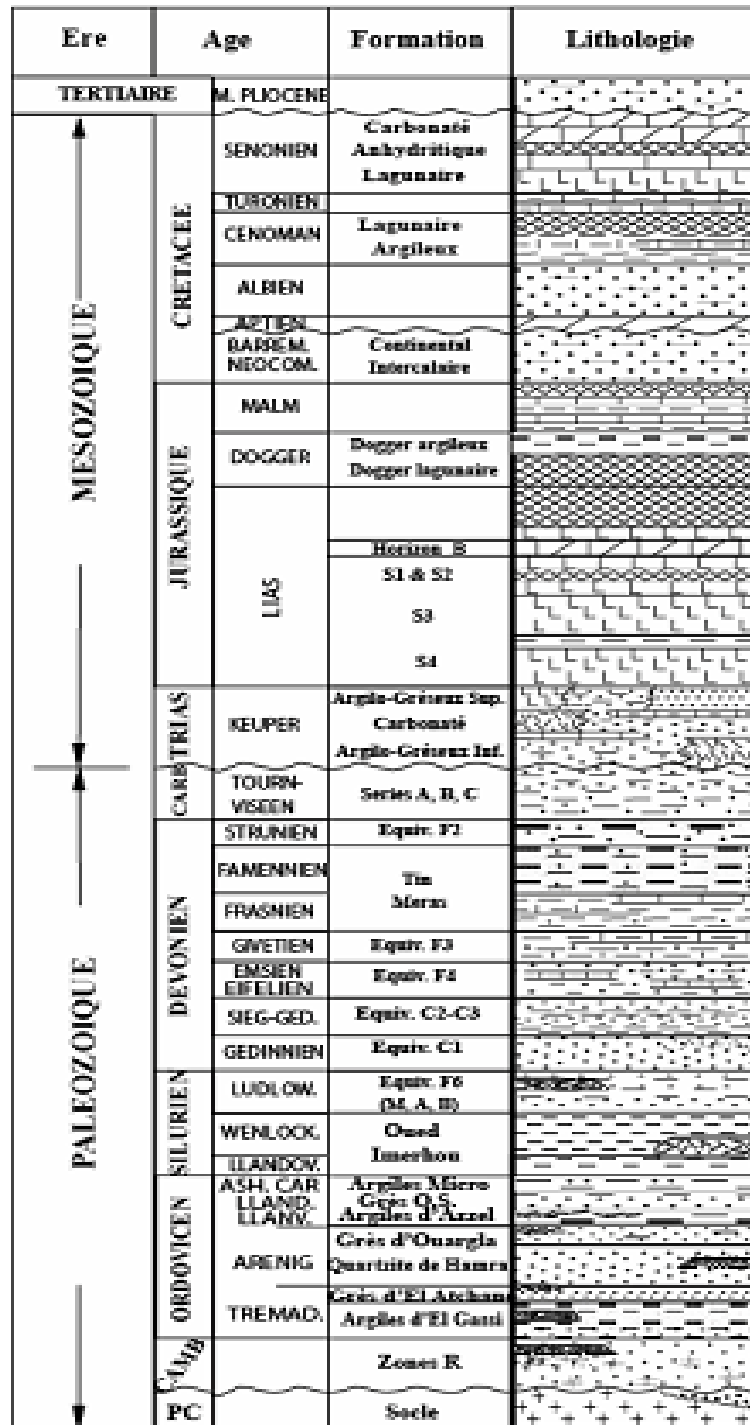 Ere Age Formation Lithologie
TERTIAIRE M. PLIOCENE
MESOZOIQUE
CRETACEE
SENONIEN
Carbonaté
Anhydritique
Lagunaire
TURONIEN
CENOMAN
Lagunaire
Argileux
ALBIEN
APTIEN
BARREM.
NEOCOM.
Continental
Intercalaire
JURASSIQUE
MALM
DOGGER
Dogger argileux
Dogger lagunaire
LIAS
Horizon B
S1 & S2
S3
S4
TRIAS
KEUPER
Argilo-Gréseux Sup.
Carbonaté
Argilo-Gréseux Inf.
PALEOZOIQUE
CARB
TOURN-
VISEEN
Series A, B, C
DEVONIEN
STRUNIEN
Equiv. F2
FAMENNIEN
FRASNIEN
Tin
Meras
GIVETIEN
Equiv. F3
EMSIEN
EIFELIEN
Equiv. F4
SIEG-GED.
Equiv. C2-C3
GEDINNIEN
Equiv. C1
SILURIEN
LUDLOW.
Equiv. F6
(M, A, B)
WENLOCK.
LLANDOV.
Oued
Imerhou
ORDOVICEN
ASH. CAR
LLAND.
LLANV.
Argiles Micro
Grès O.S.
Argiles d'Azzel
ARENIG
Grès d'Ouargla
Quartzite de Hamra
TREMAD.
Grès d'El Atchane
Argiles d'El Gassi
CAMB
Zones R
PC
Socle